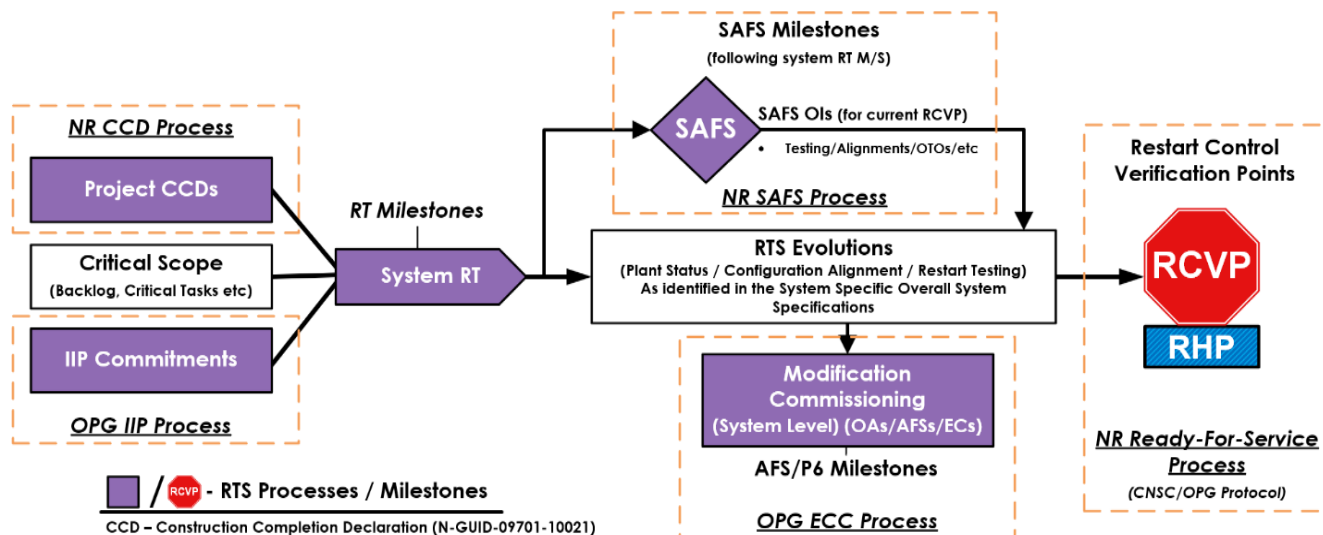 SAFS Milestones
(following system RT M/S)
SAFS
SAFS OIs (for current RCVP)
• Testing/Alignments/OTOs/etc
NR SAFS Process
NR CCD Process
Project CCDs
Critical Scope
(Backlog, Critical Tasks etc)
IIP Commitments
OPG IIP Process
RT Milestones
System RT
RTS Evolutions
(Plant Status / Configuration Alignment / Restart Testing)
As identified in the System Specific Overall System
Specifications
Modification
Commissioning
(System Level) (OAs/AFSs/ECs)
AFS/P6 Milestones
OPG ECC Process
Restart Control
Verification Points
RCVP
RHP
NR Ready-For-Service
Process
(CNSC/OPG Protocol)
/ RCVP - RTS Processes / Milestones
CCD – Construction Completion Declaration (N-GUID-09701-10021)